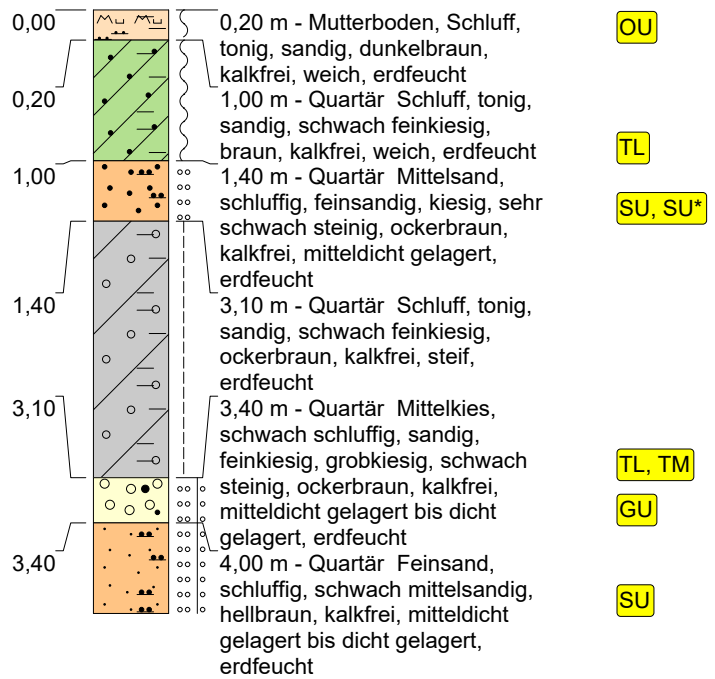 0,00
0,20 m - Mutterboden, Schluff,
tonig, sandig, dunkelbraun,
kalkfrei, weich, erdfeucht
OU
0,20
1,00 m - Quartär Schluff, tonig,
sandig, schwach feinkiesig,
braun, kalkfrei, weich, erdfeucht
TL
1,00
1,40 m - Quartär Mittelsand,
schluffig, feinsandig, kiesig, sehr
schwach steinig, ockerbraun,
kalkfrei, mitteldicht gelagert,
erdfeucht
SU, SU*
1,40
3,10 m - Quartär Schluff, tonig,
sandig, schwach feinkiesig,
ockerbraun, kalkfrei, steif,
erdfeucht
TL, TM
3,10
3,40 m - Quartär Mittelkies,
schwach schluffig, sandig,
feinkiesig, grobkiesig, schwach
steinig, ockerbraun, kalkfrei,
mitteldicht gelagert bis dicht
gelagert, erdfeucht
GU
3,40
4,00 m - Quartär Feinsand,
schluffig, schwach mittelsandig,
hellbraun, kalkfrei, mitteldicht
gelagert bis dicht gelagert,
erdfeucht
SU